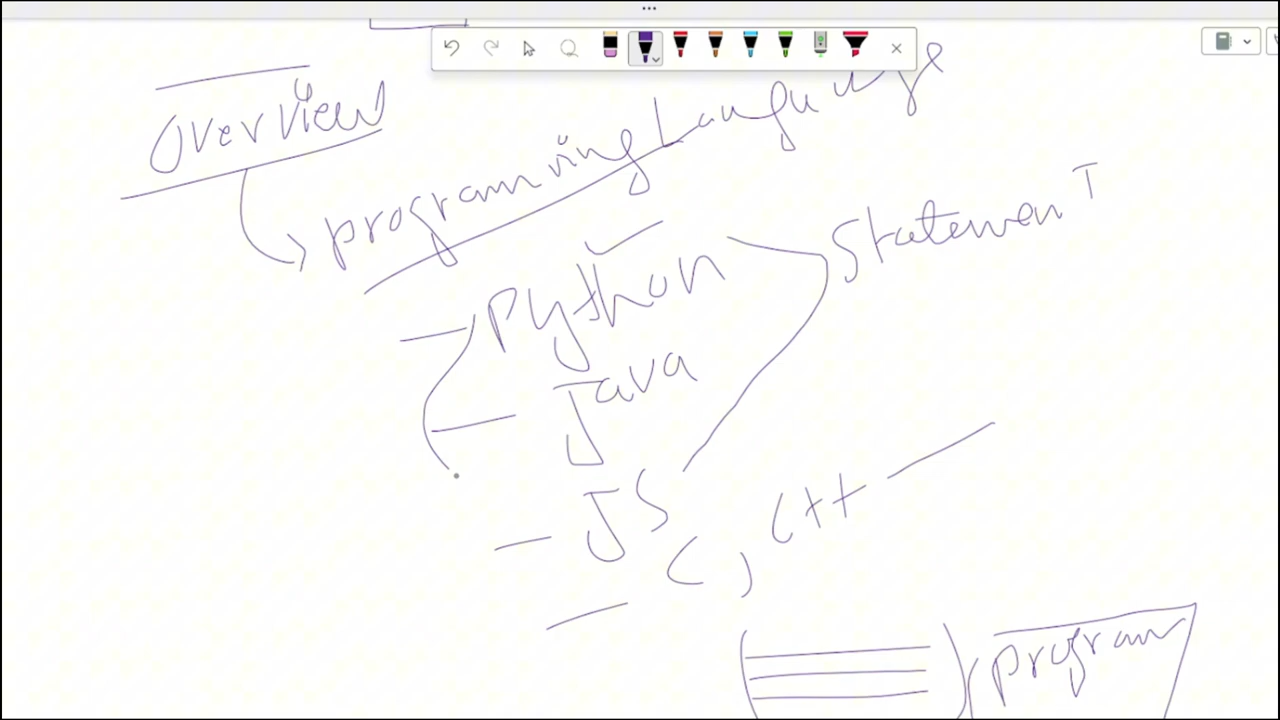 Overview
programming Language
Python
Statement
Java
JS
C, C++
program